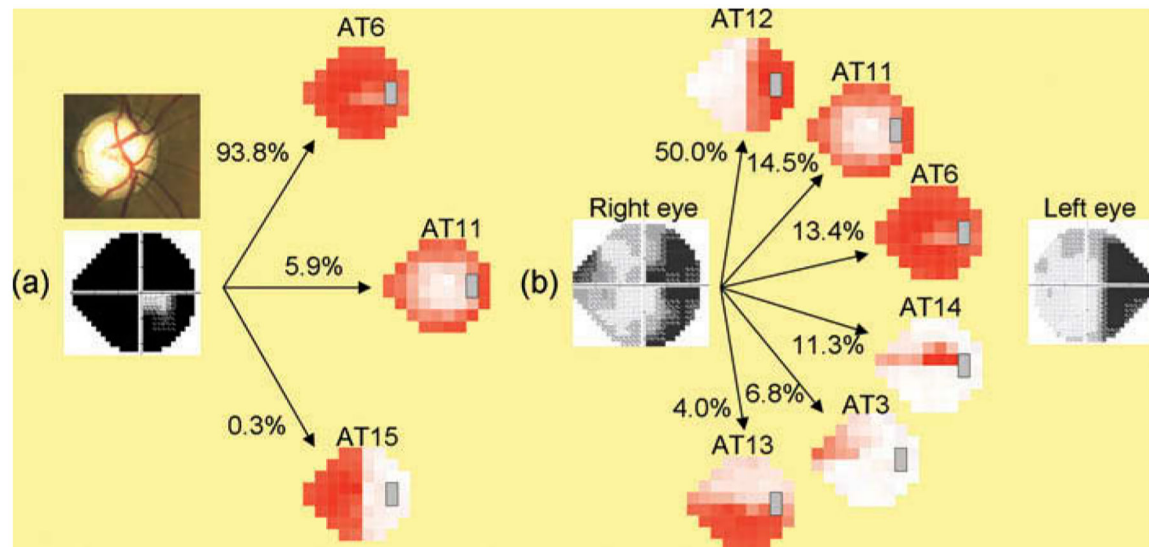 (a)
AT6
93.8%
AT11
5.9%
AT15
0.3%
(b)
Right eye
Left eye
AT12
50.0%
AT11
14.5%
AT6
13.4%
AT14
11.3%
AT3
6.8%
AT13
4.0%